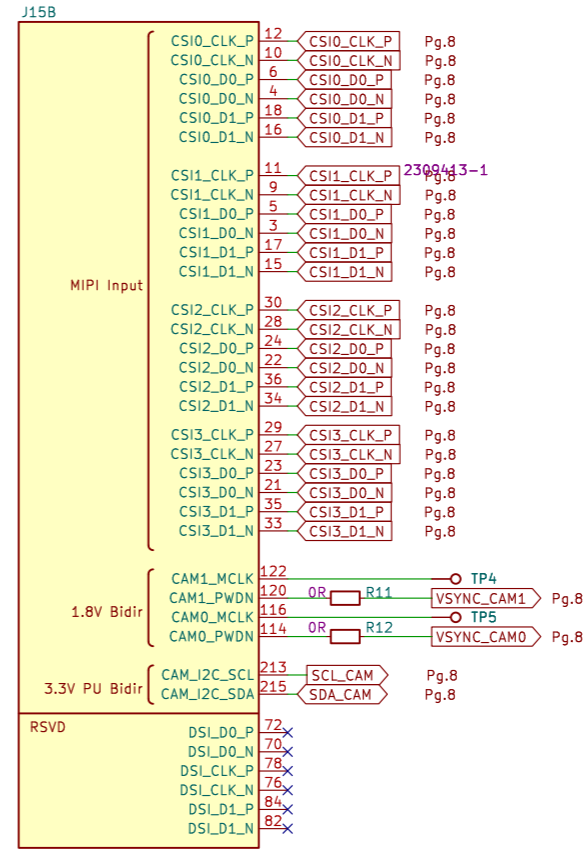 J15B
CSI0_CLK_P 12 CSI0_CLK_P Pg.8
CSI0_CLK_N 10 CSI0_CLK_N Pg.8
CSI0_D0_P 6 CSI0_D0_P Pg.8
CSI0_D0_N 4 CSI0_D0_N Pg.8
CSI0_D1_P 18 CSI0_D1_P Pg.8
CSI0_D1_N 16 CSI0_D1_N Pg.8
2309413-1
CSI1_CLK_P 11 CSI1_CLK_P Pg.8
CSI1_CLK_N 9 CSI1_CLK_N Pg.8
CSI1_D0_P 5 CSI1_D0_P Pg.8
CSI1_D0_N 3 CSI1_D0_N Pg.8
CSI1_D1_P 17 CSI1_D1_P Pg.8
CSI1_D1_N 15 CSI1_D1_N Pg.8
MIPI Input
CSI2_CLK_P 30 CSI2_CLK_P Pg.8
CSI2_CLK_N 28 CSI2_CLK_N Pg.8
CSI2_D0_P 24 CSI2_D0_P Pg.8
CSI2_D0_N 22 CSI2_D0_N Pg.8
CSI2_D1_P 36 CSI2_D1_P Pg.8
CSI2_D1_N 34 CSI2_D1_N Pg.8
CSI3_CLK_P 29 CSI3_CLK_P Pg.8
CSI3_CLK_N 27 CSI3_CLK_N Pg.8
CSI3_D0_P 23 CSI3_D0_P Pg.8
CSI3_D0_N 21 CSI3_D0_N Pg.8
CSI3_D1_P 35 CSI3_D1_P Pg.8
CSI3_D1_N 33 CSI3_D1_N Pg.8
CAM1_MCLK 122 TP4
CAM1_PWDN 120 0R R11 VSYNC_CAM1 Pg.8
1.8V Bidir
CAM0_MCLK 116 TP5
CAM0_PWDN 114 0R R12 VSYNC_CAM0 Pg.8
CAM_I2C_SCL 213 SCL_CAM Pg.8
3.3V PU Bidir
CAM_I2C_SDA 215 SDA_CAM Pg.8
RSVD
DSI_D0_P 72
DSI_D0_N 70
DSI_CLK_P 78
DSI_CLK_N 76
DSI_D1_P 84
DSI_D1_N 82